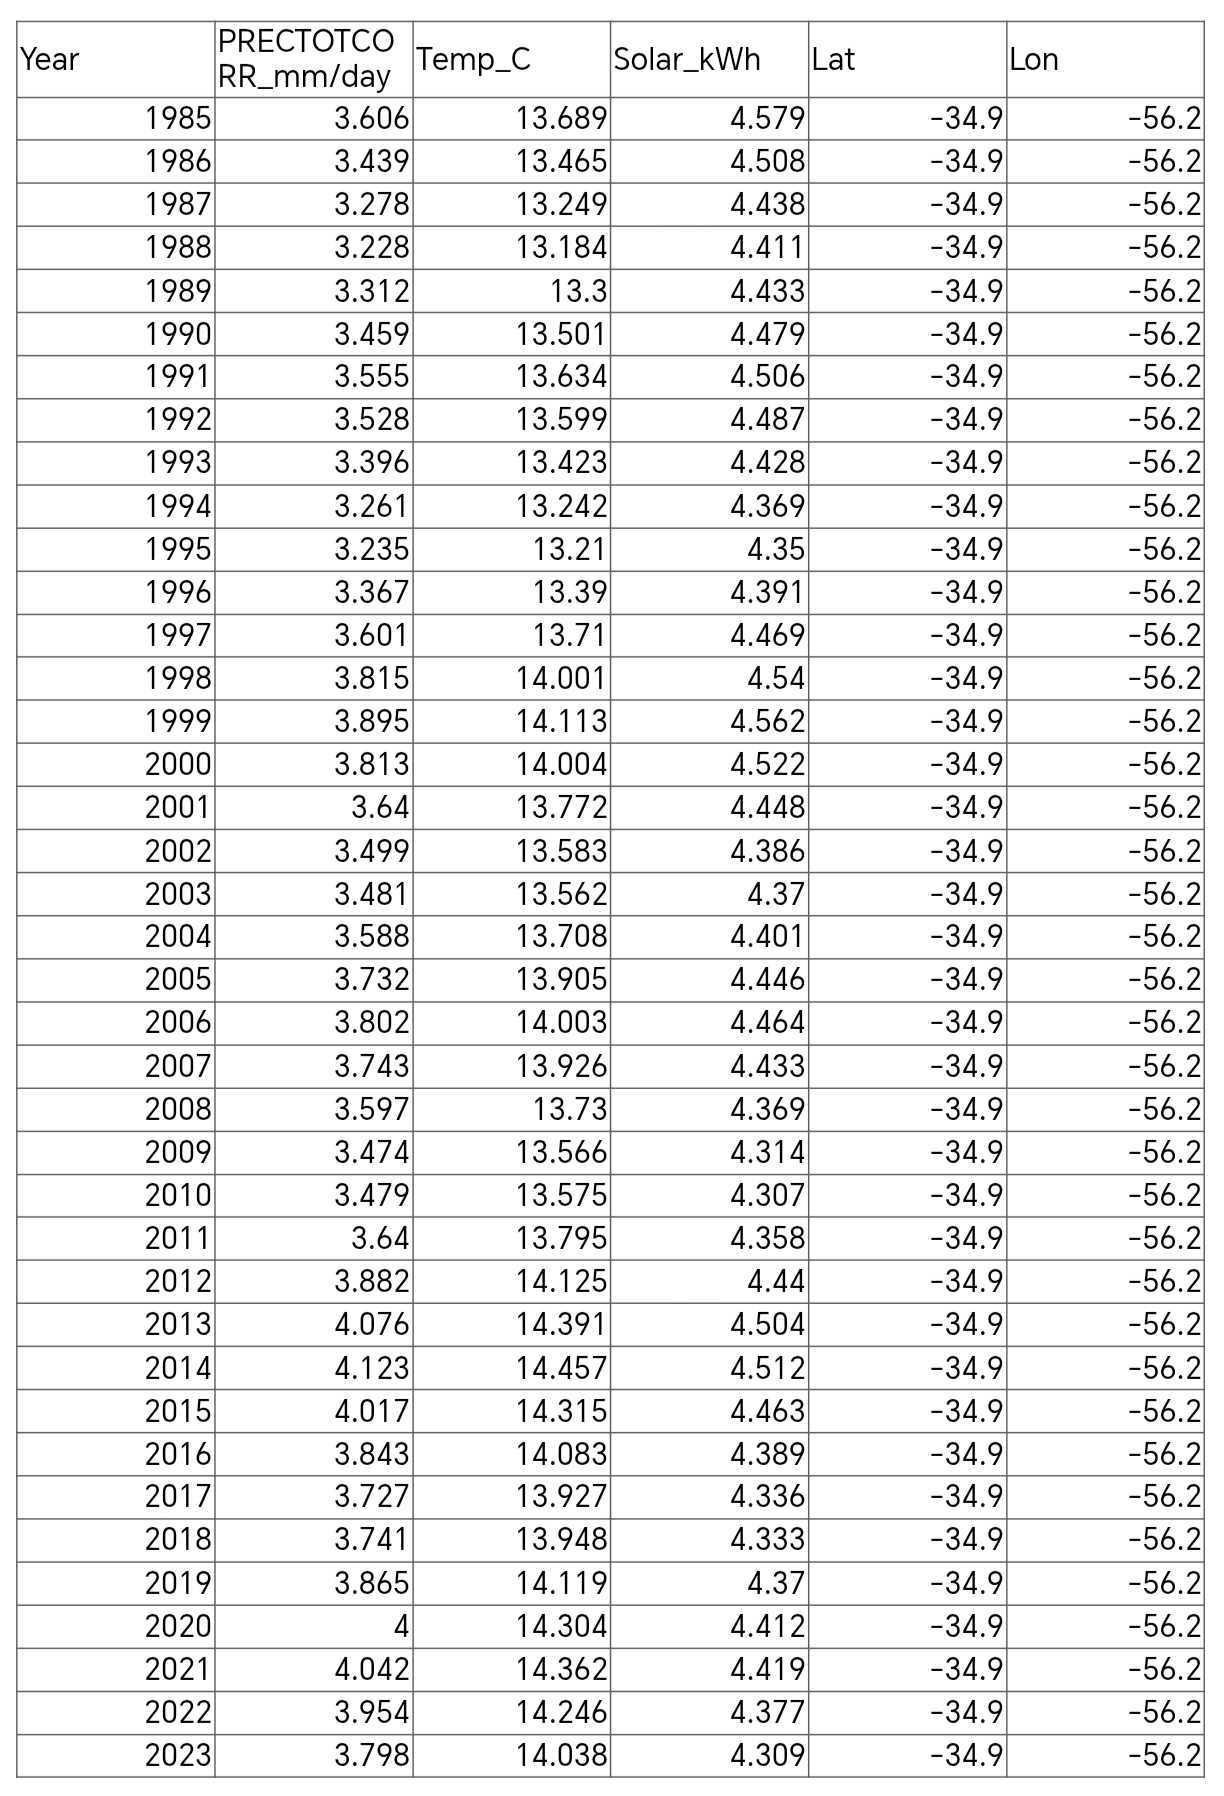 Year PRECTOTCO Temp_C Solar_kWh Lat Lon
RR_mm/day
1985 3.606 13.689 4.579 -34.9 -56.2
1986 3.439 13.465 4.508 -34.9 -56.2
1987 3.278 13.249 4.438 -34.9 -56.2
1988 3.228 13.184 4.411 -34.9 -56.2
1989 3.312 13.3 4.433 -34.9 -56.2
1990 3.459 13.501 4.479 -34.9 -56.2
1991 3.555 13.634 4.506 -34.9 -56.2
1992 3.528 13.599 4.487 -34.9 -56.2
1993 3.396 13.423 4.428 -34.9 -56.2
1994 3.261 13.242 4.369 -34.9 -56.2
1995 3.235 13.21 4.35 -34.9 -56.2
1996 3.367 13.39 4.391 -34.9 -56.2
1997 3.601 13.71 4.469 -34.9 -56.2
1998 3.815 14.001 4.54 -34.9 -56.2
1999 3.895 14.113 4.562 -34.9 -56.2
2000 3.813 14.004 4.522 -34.9 -56.2
2001 3.64 13.772 4.448 -34.9 -56.2
2002 3.499 13.583 4.386 -34.9 -56.2
2003 3.481 13.562 4.37 -34.9 -56.2
2004 3.588 13.708 4.401 -34.9 -56.2
2005 3.732 13.905 4.446 -34.9 -56.2
2006 3.802 14.003 4.464 -34.9 -56.2
2007 3.743 13.926 4.433 -34.9 -56.2
2008 3.597 13.73 4.369 -34.9 -56.2
2009 3.474 13.566 4.314 -34.9 -56.2
2010 3.479 13.575 4.307 -34.9 -56.2
2011 3.64 13.795 4.358 -34.9 -56.2
2012 3.882 14.125 4.44 -34.9 -56.2
2013 4.076 14.391 4.504 -34.9 -56.2
2014 4.123 14.457 4.512 -34.9 -56.2
2015 4.017 14.315 4.463 -34.9 -56.2
2016 3.843 14.083 4.389 -34.9 -56.2
2017 3.727 13.927 4.336 -34.9 -56.2
2018 3.741 13.948 4.333 -34.9 -56.2
2019 3.865 14.119 4.37 -34.9 -56.2
2020 4 14.304 4.412 -34.9 -56.2
2021 4.042 14.362 4.419 -34.9 -56.2
2022 3.954 14.246 4.377 -34.9 -56.2
2023 3.798 14.038 4.309 -34.9 -56.2